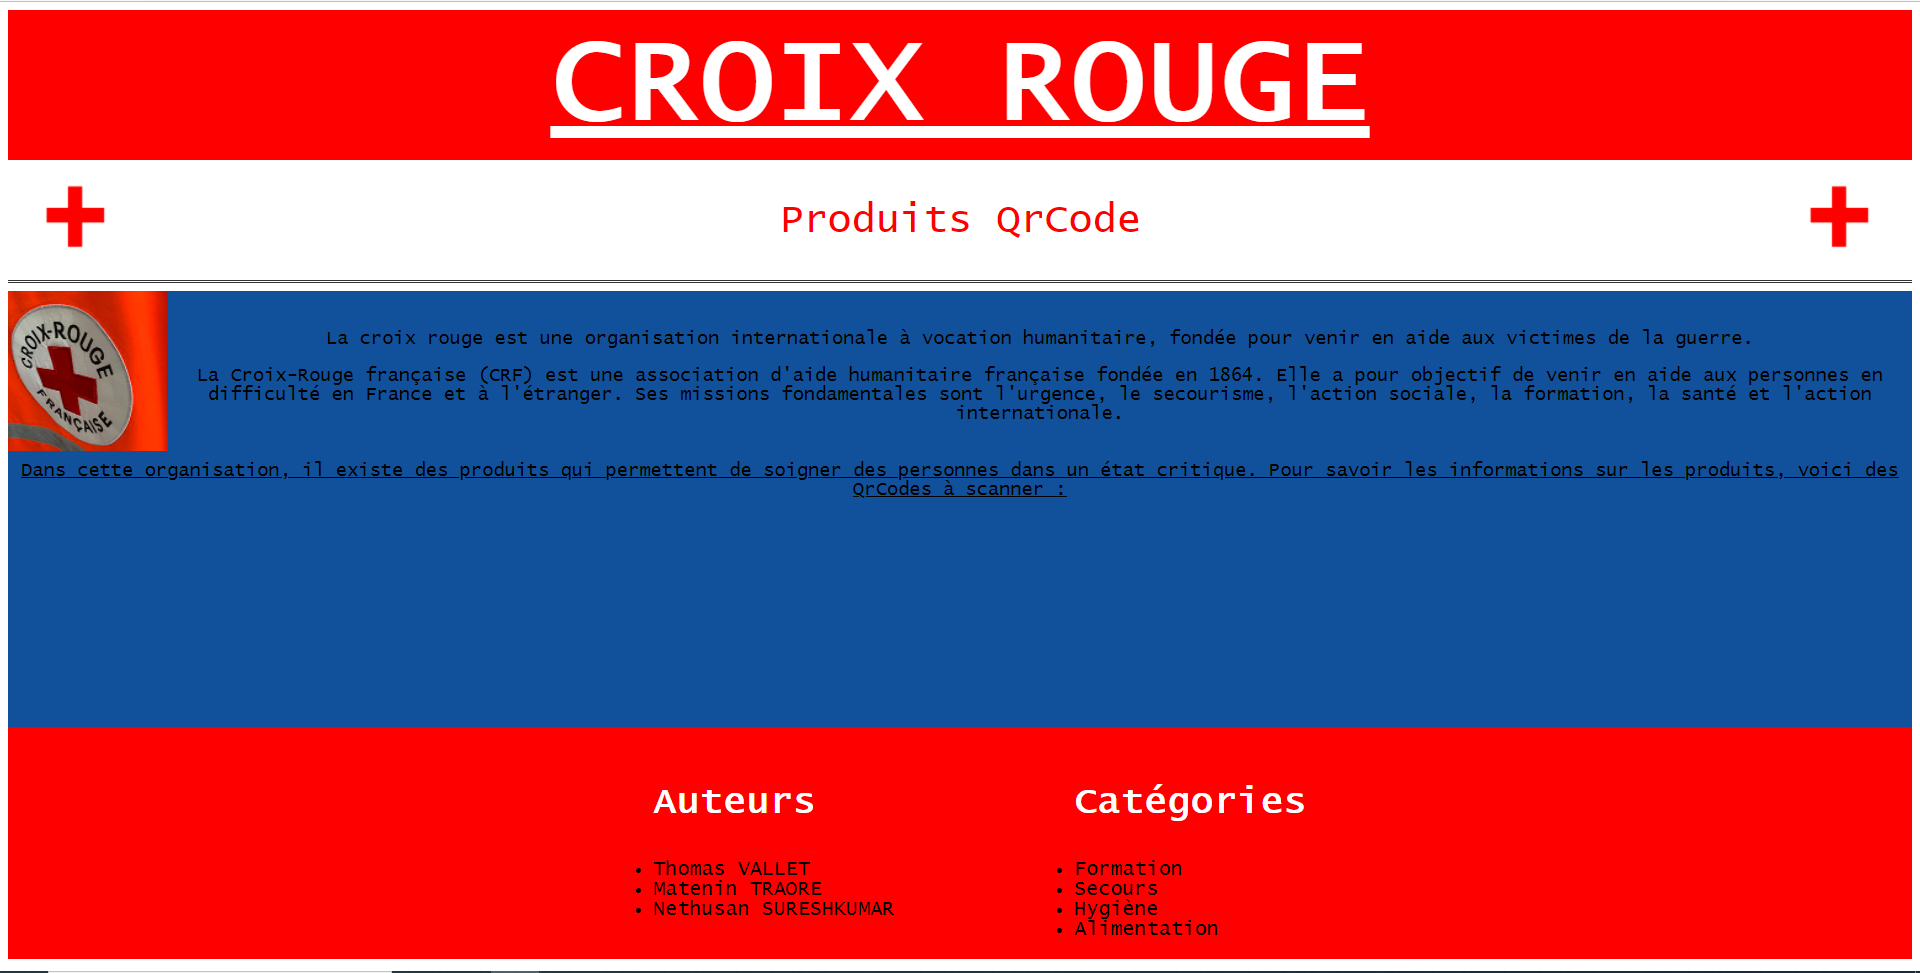 CROIX ROUGE
Produits QrCode
CROIX-ROUGE
FRANÇAISE
La croix rouge est une organisation internationale à vocation humanitaire, fondée pour venir en aide aux victimes de la guerre.
La Croix-Rouge française (CRF) est une association d'aide humanitaire française fondée en 1864. Elle a pour objectif de venir en aide aux personnes en
difficulté en France et à l'étranger. Ses missions fondamentales sont l'urgence, le secourisme, l'action sociale, la formation, la santé et l'action
internationale.
Dans cette organisation, il existe des produits qui permettent de soigner des personnes dans un état critique. Pour savoir les informations sur les produits, voici des
QrCodes à scanner :
Auteurs
Thomas VALLET
Matenin TRAORE
Nethusan SURESHKUMAR
Catégories
Formation
Secours
Hygiène
Alimentation